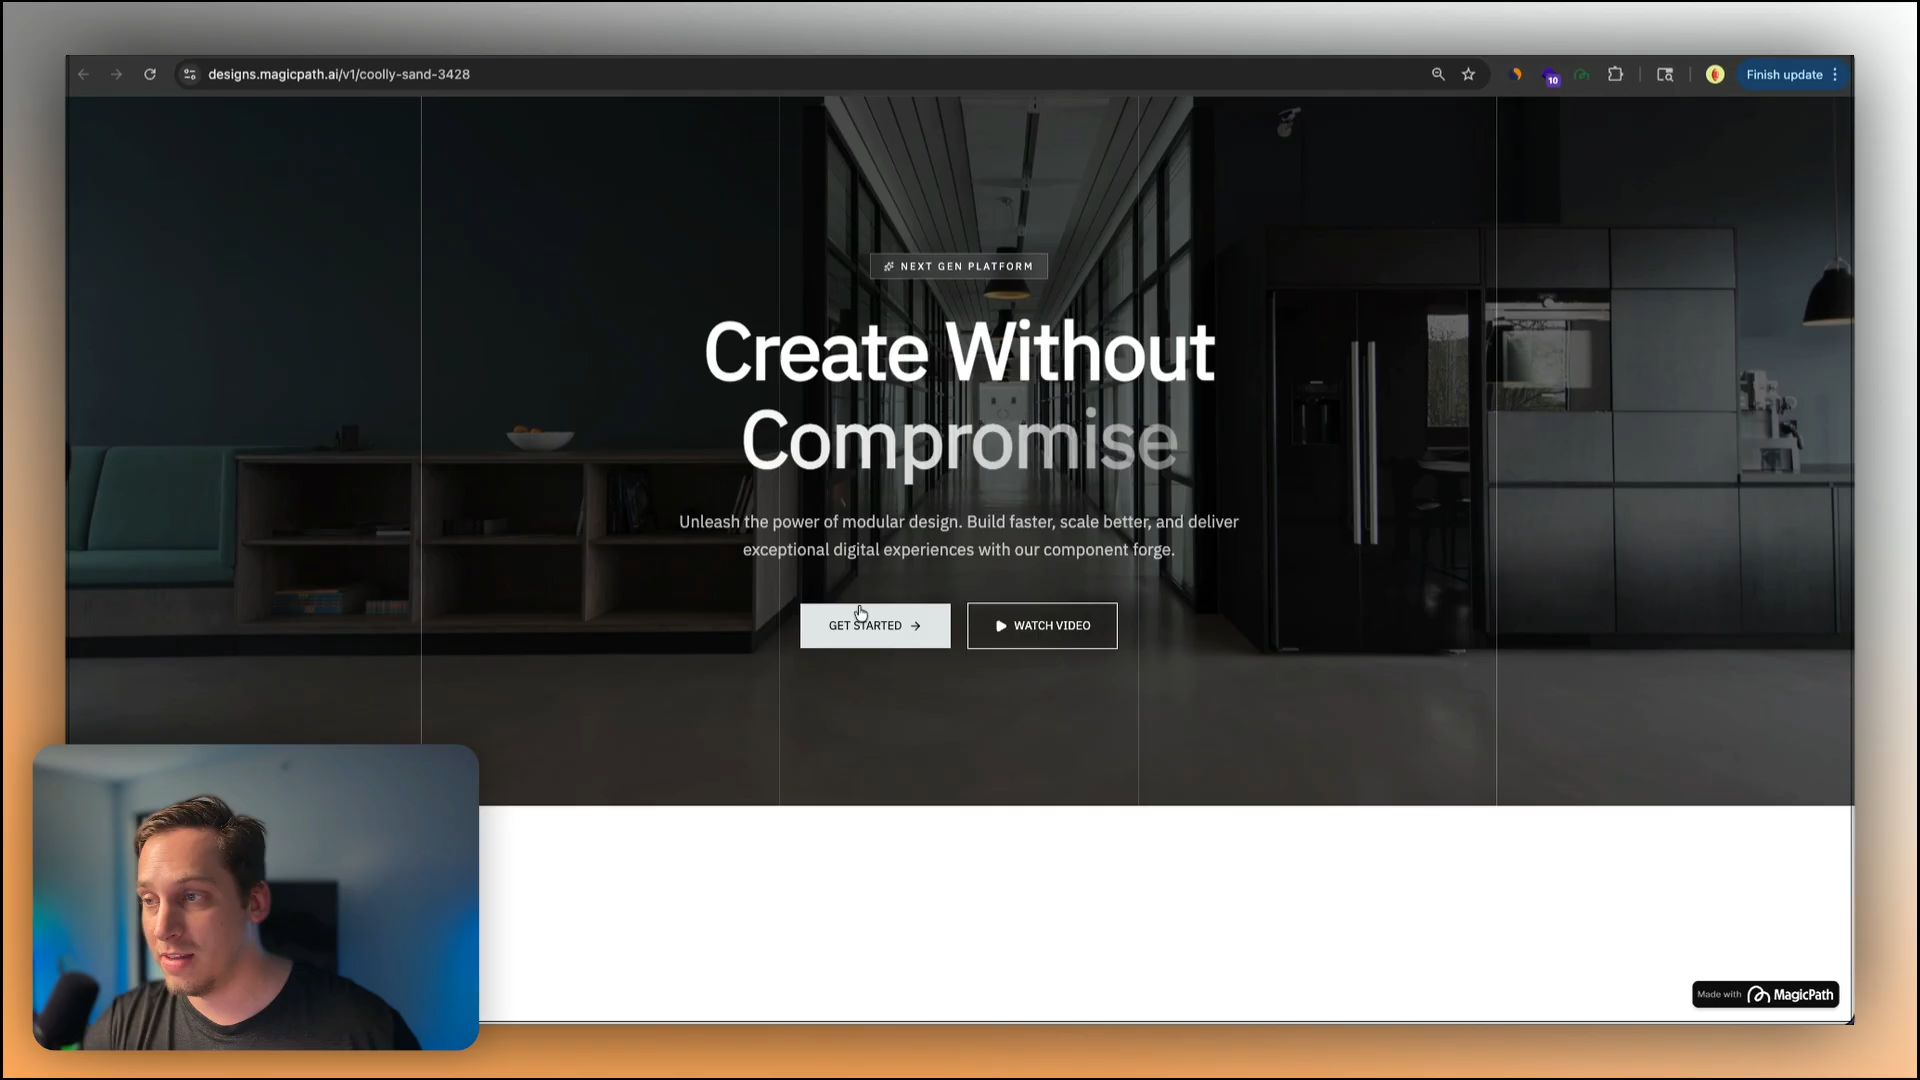 designs.magicpath.ai/v1/coolly-sand-3428
10
Finish update
NEXT GEN PLATFORM
Create Without
Compromise
Unleash the power of modular design. Build faster, scale better, and deliver
exceptional digital experiences with our component forge.
GET STARTED
WATCH VIDEO
Made with MagicPath